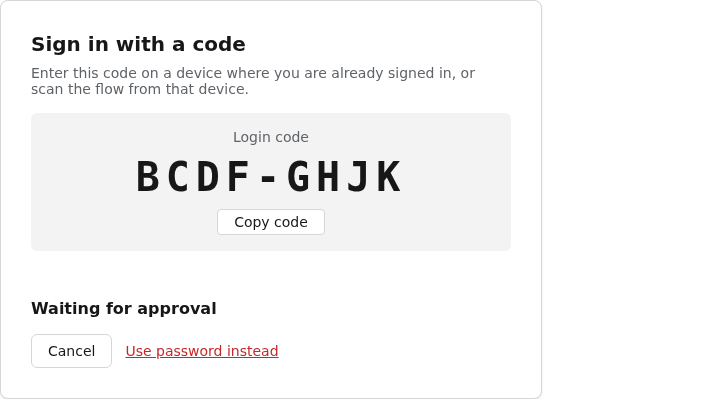 Sign in with a code
Enter this code on a device where you are already signed in, or
scan the flow from that device.
Login code
BCDF-GHJK
Copy code
Waiting for approval
Cancel
Use password instead